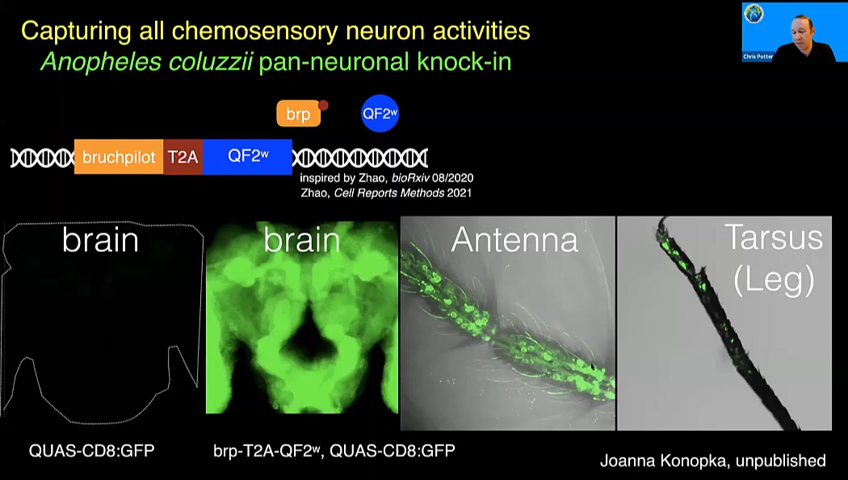 Capturing all chemosensory neuron activities
Anopheles coluzzii pan-neuronal knock-in
Chris Potter
brp
QF2ʷ
bruchpilot
T2A
QF2ʷ
inspired by Zhao, bioRxiv 08/2020
Zhao, Cell Reports Methods 2021
brain
brain
Antenna
Tarsus
(Leg)
QUAS-CD8:GFP
brp-T2A-QF2ʷ, QUAS-CD8:GFP
Joanna Konopka, unpublished